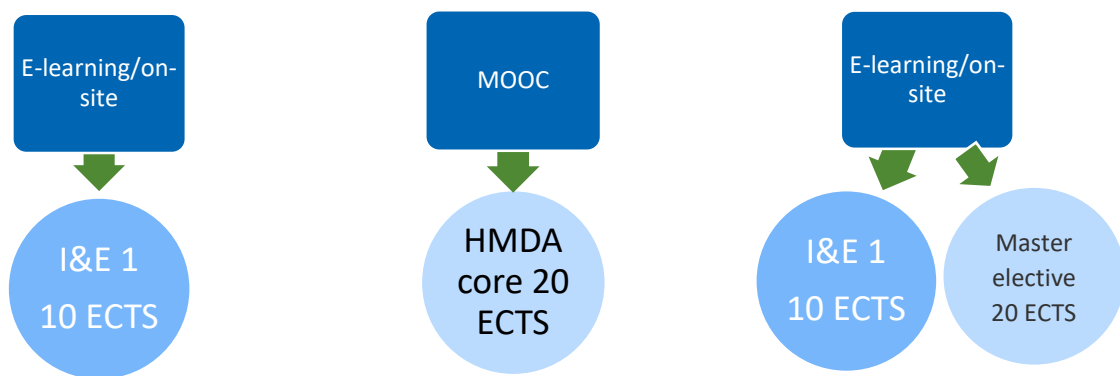 E-learning/on-
site
MOOC
E-learning/on-
site
I&E 1
10 ECTS
HMDA
core 20
ECTS
I&E 1
10 ECTS
Master
elective
20 ECTS